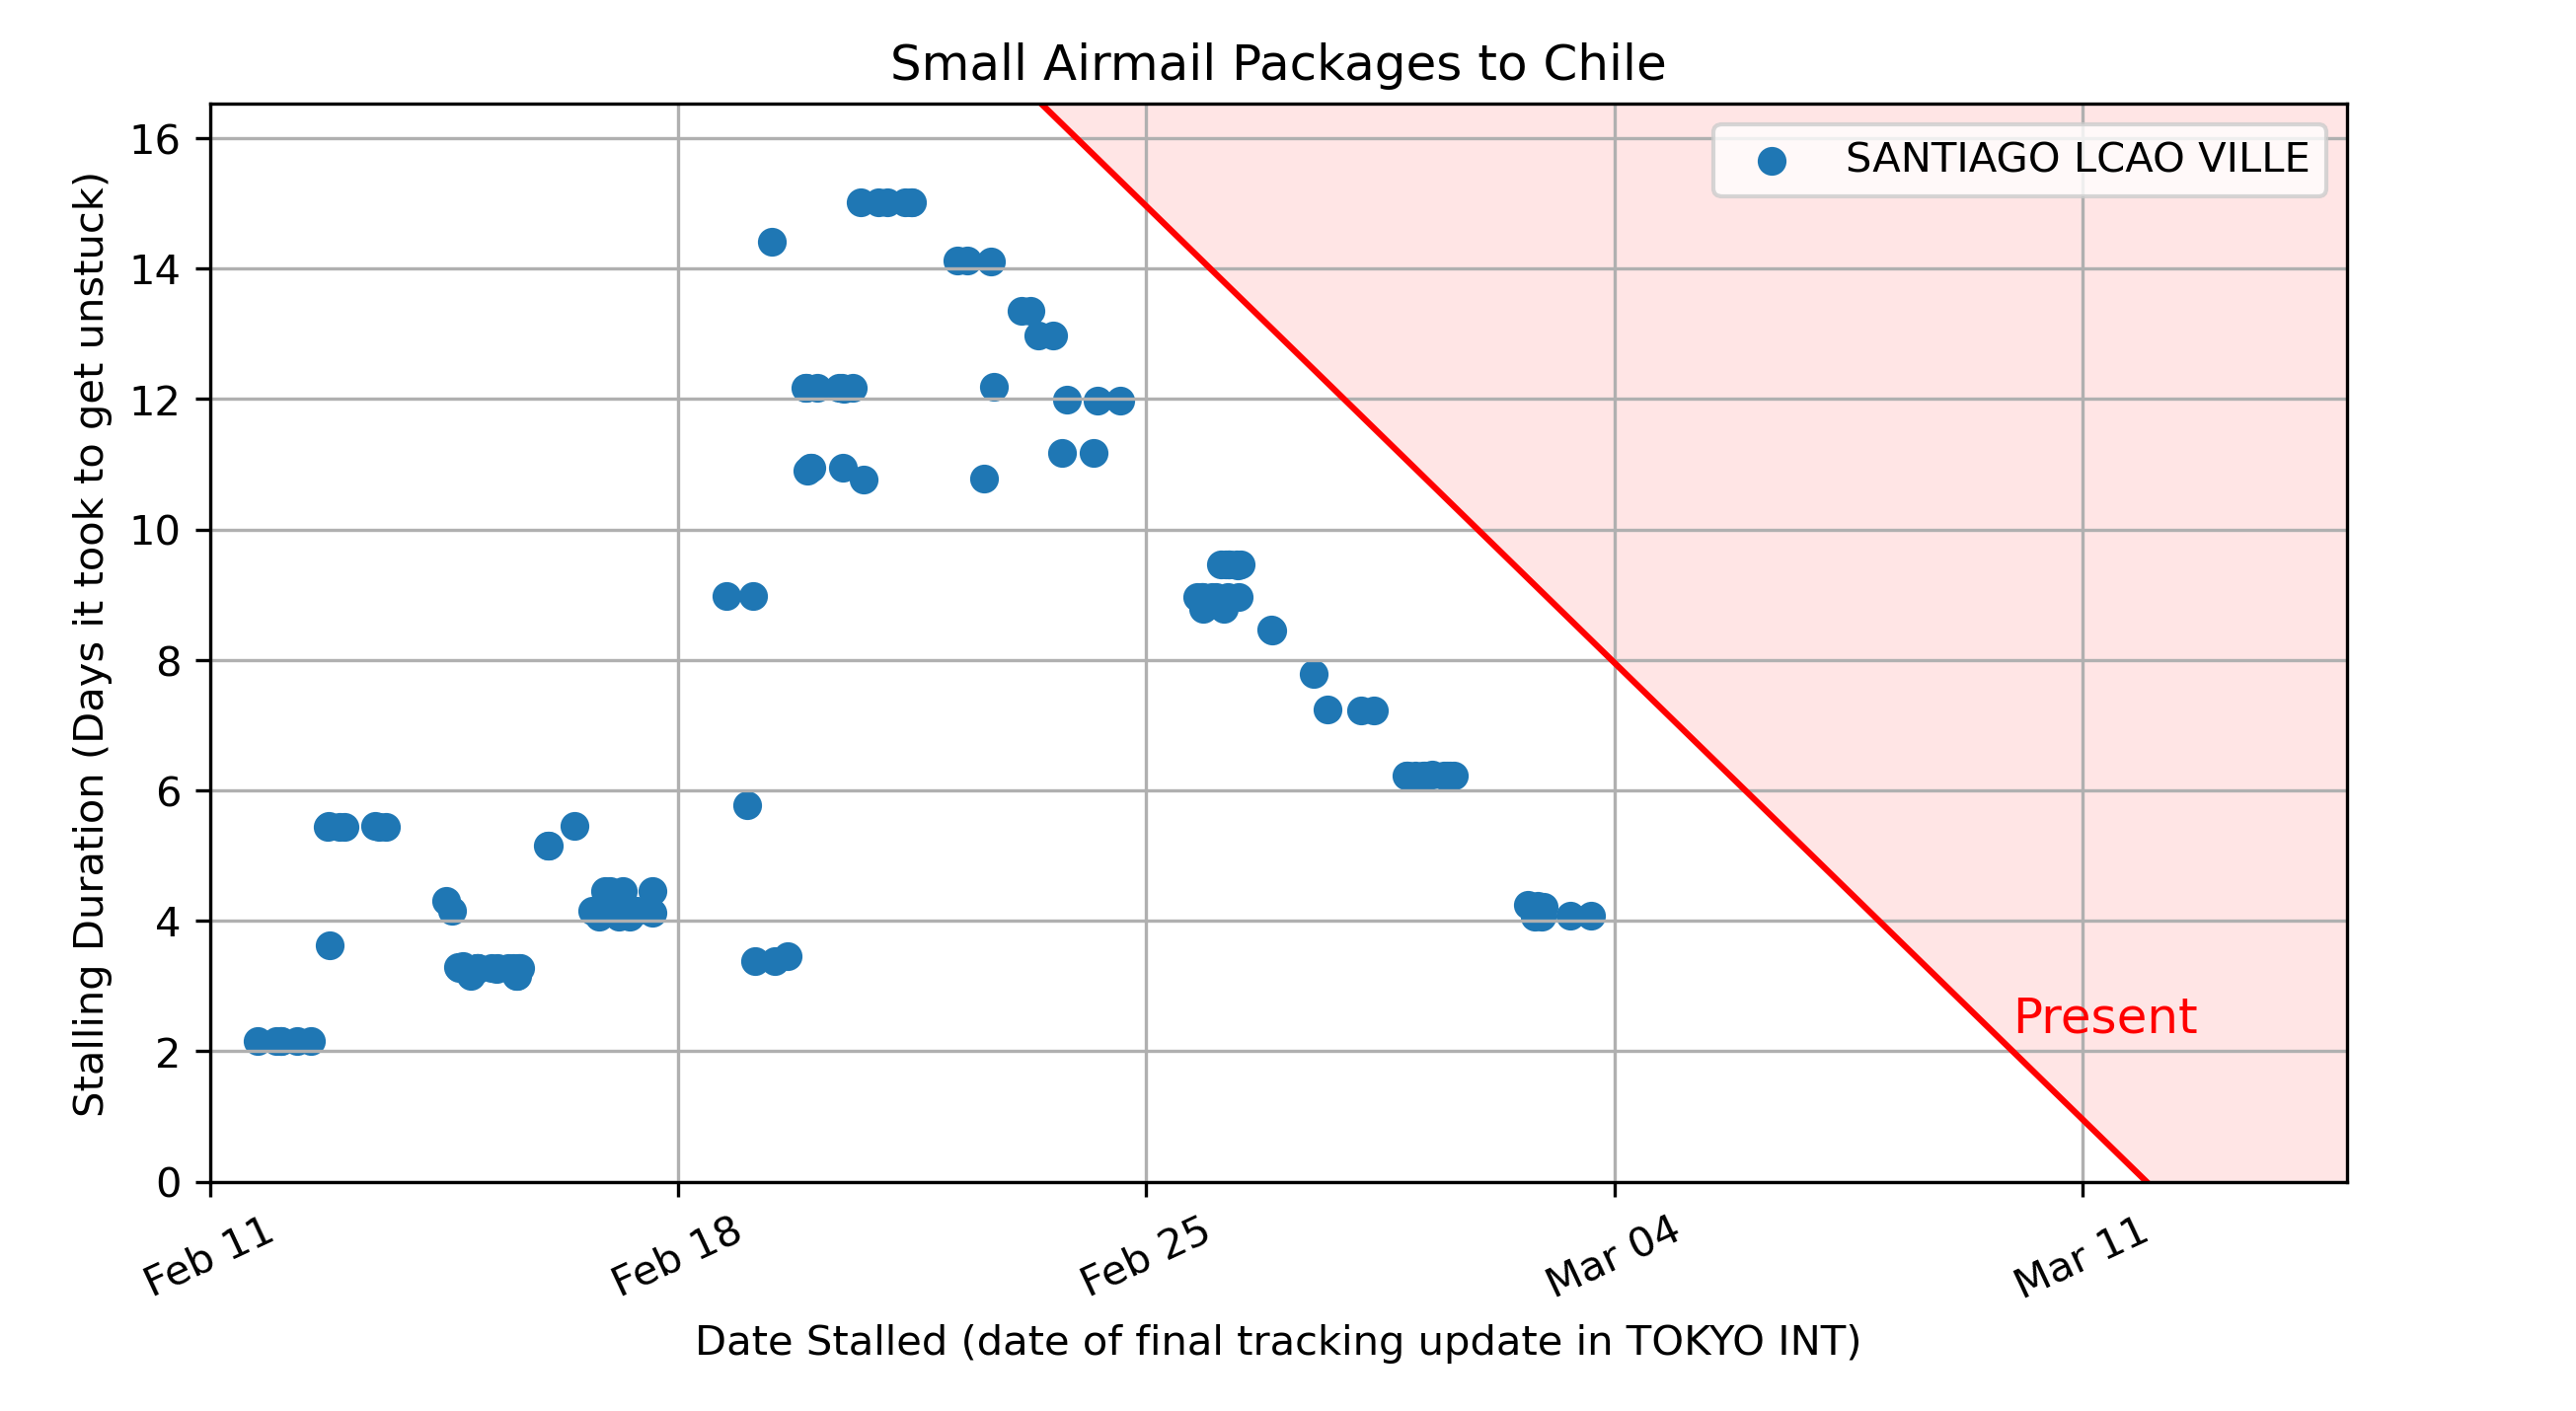 Small Airmail Packages to Chile
SANTIAGO LCAO VILLE
Stalling Duration (Days it took to get unstuck)
16
14
12
10
8
6
4
2
0
Present
Feb 11
Feb 18
Feb 25
Mar 04
Mar 11
Date Stalled (date of final tracking update in TOKYO INT)